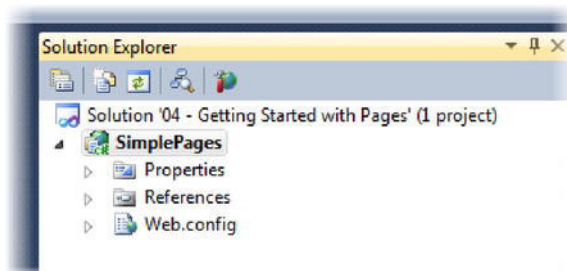 Solution Explorer
Solution '04 - Getting Started with Pages' (1 project)
SimplePages
Properties
References
Web.config